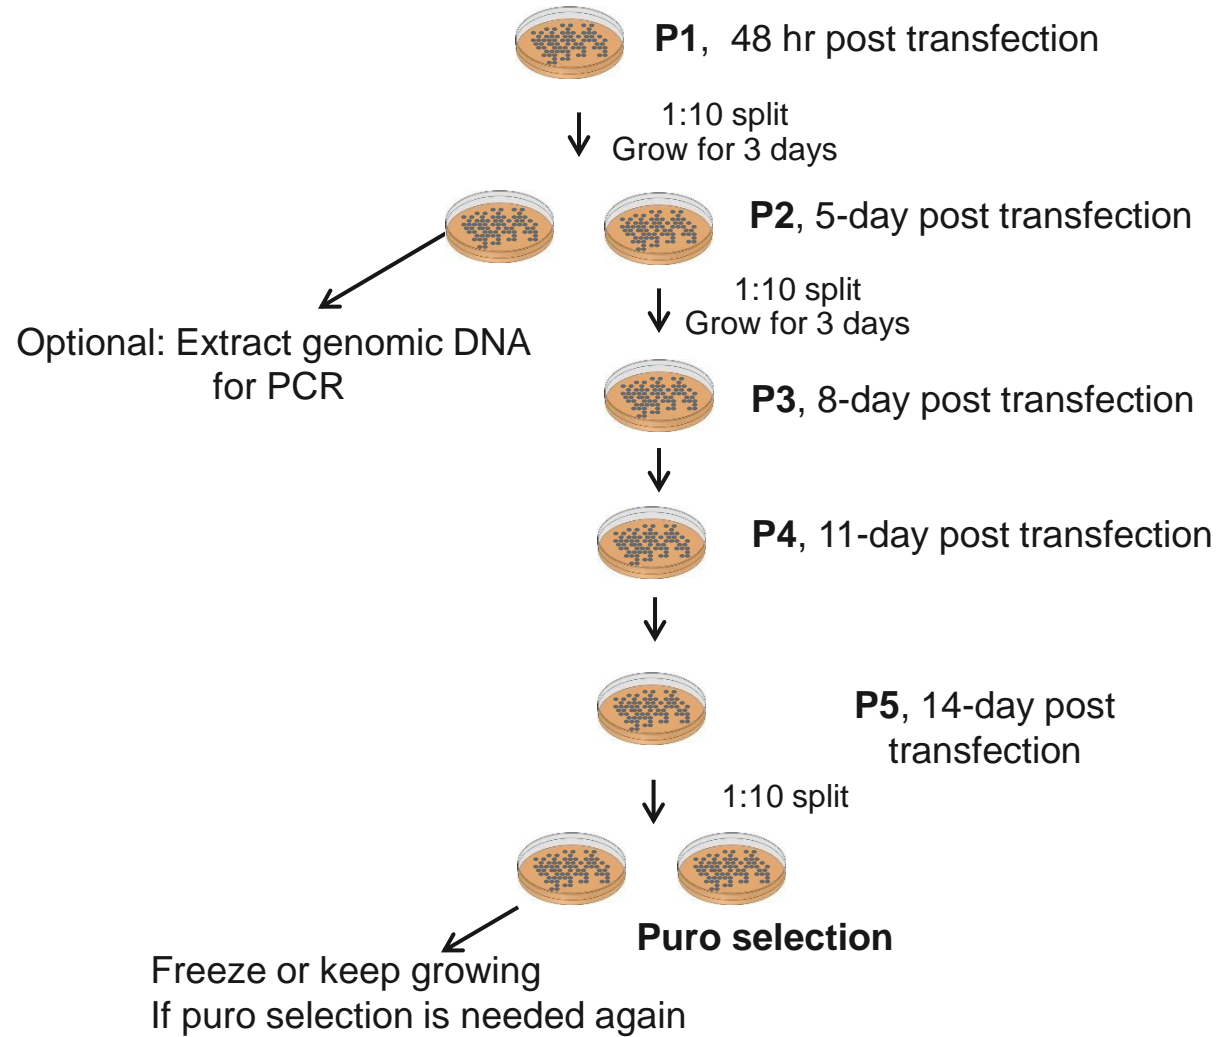 P1, 48 hr post transfection
1:10 split
Grow for 3 days
P2, 5-day post transfection
Optional: Extract genomic DNA
for PCR
1:10 split
Grow for 3 days
P3, 8-day post transfection
P4, 11-day post transfection
P5, 14-day post
transfection
1:10 split
Puro selection
Freeze or keep growing
If puro selection is needed again